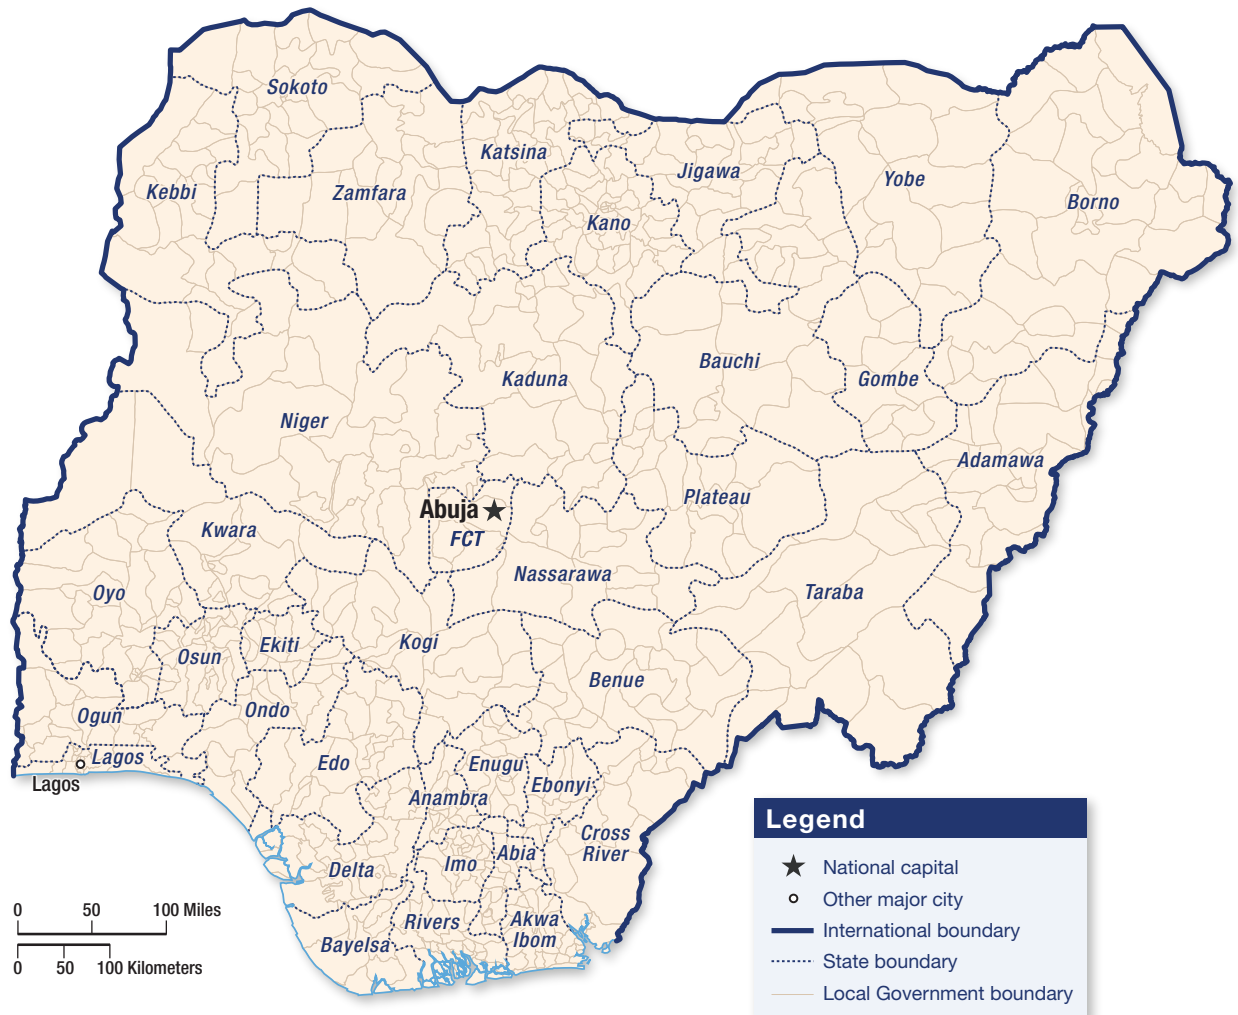 Sokoto
Katsina
Jigawa
Yobe
Kebbi
Zamfara
Borno
Kano
Bauchi
Kaduna
Gombe
Niger
Adamawa
Plateau
Abuja
FCT
Kwara
Nassarawa
Oyo
Taraba
Kogi
Ekiti
Osun
Benue
Ondo
Ogun
Lagos
Lagos
Edo
Enugu
Ebonyi
Anambra
Cross
River
Abia
Imo
Delta
Rivers
Akwa
Ibom
Bayelsa
0 50 100 Miles
0 50 100 Kilometers
Legend
National capital
Other major city
International boundary
State boundary
Local Government boundary